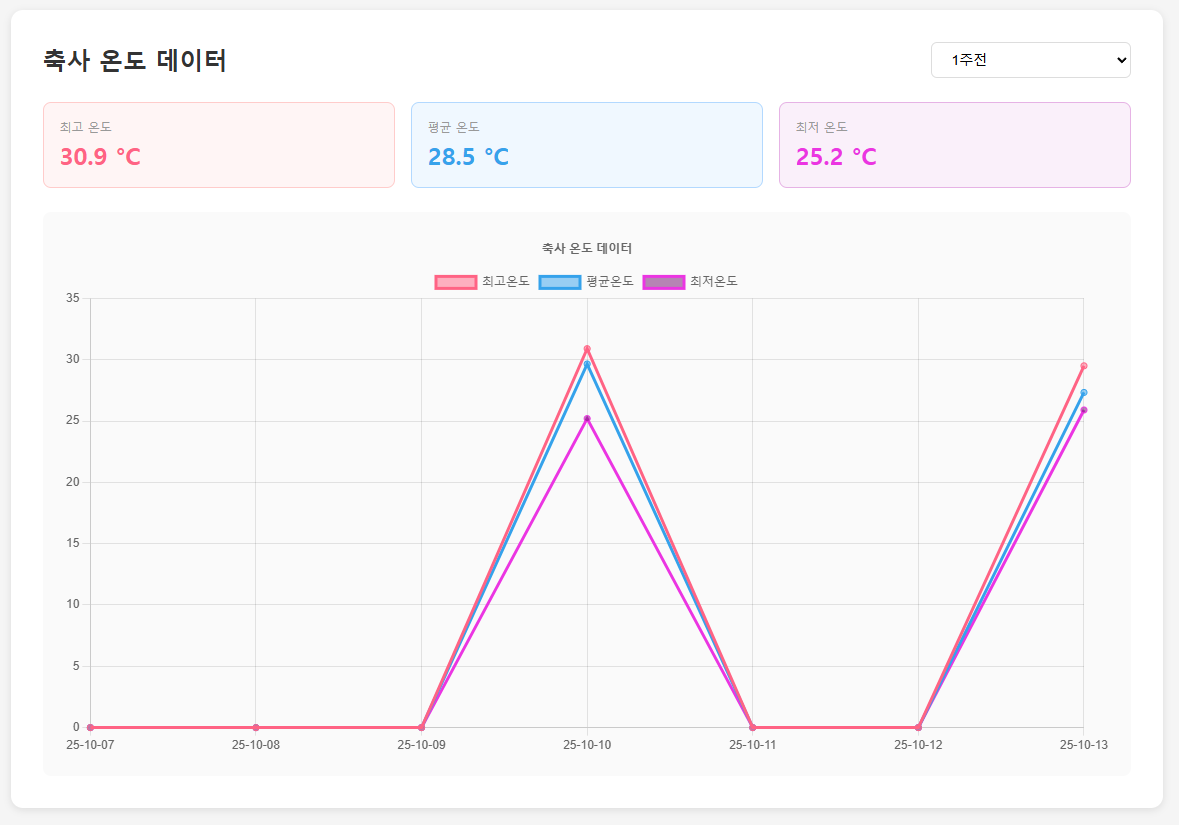 축사 온도 데이터
1주전
최고 온도
30.9 ℃
평균 온도
28.5 ℃
최저 온도
25.2 ℃
축사 온도 데이터
최고온도 평균온도 최저온도
35
30
25
20
15
10
5
0
25-10-07 25-10-08 25-10-09 25-10-10 25-10-11 25-10-12 25-10-13